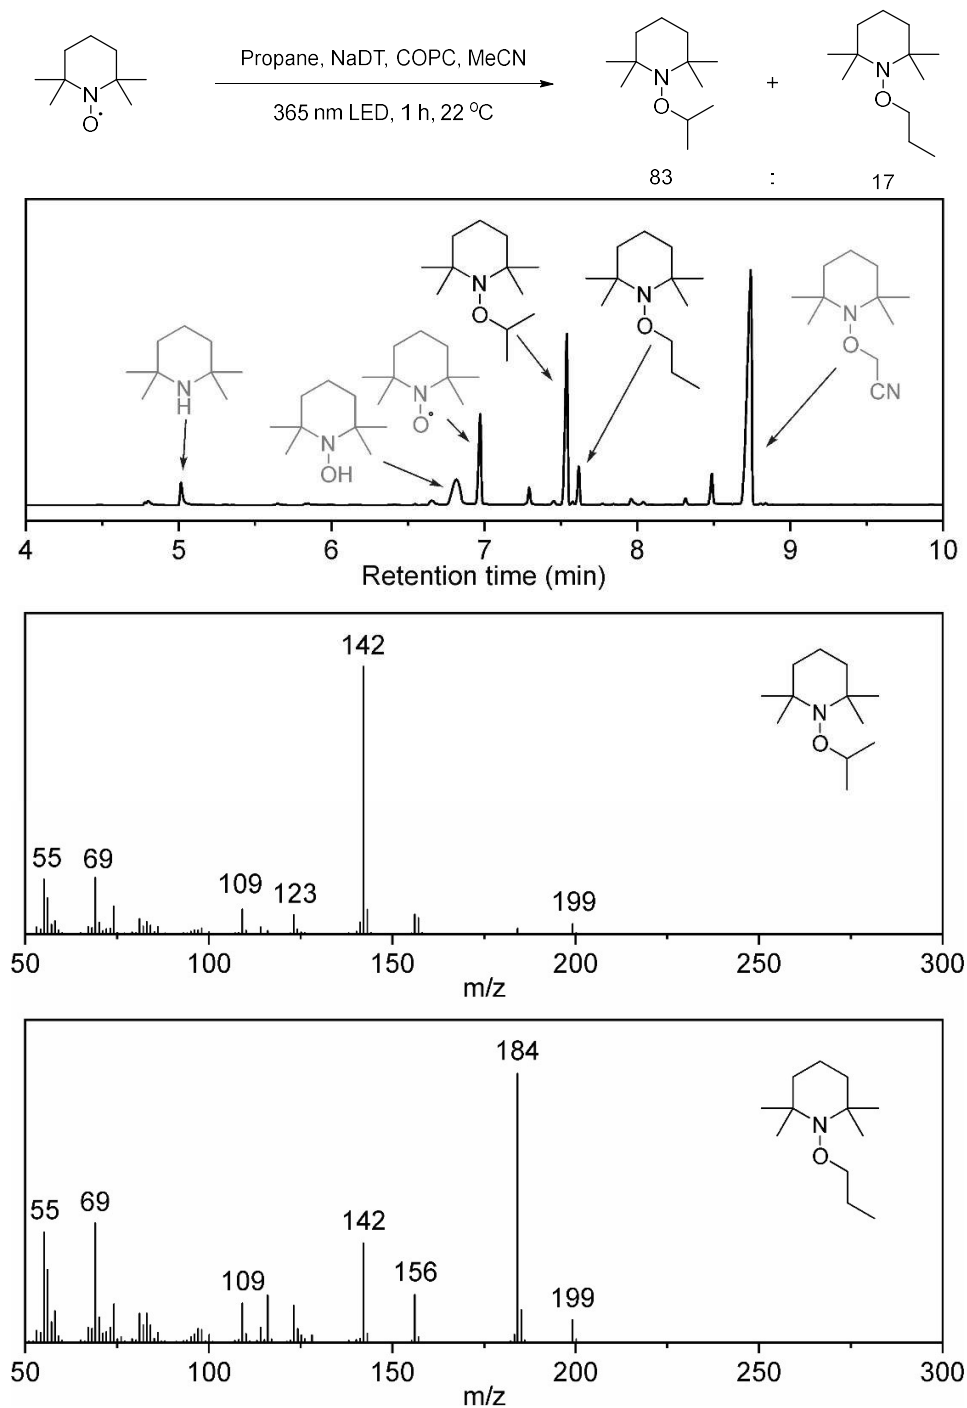 Propane, NaDT, COPC, MeCN
365 nm LED, 1 h, 22 °C
N
O·
N
O
+
N
O
83 : 17
N
H
N
OH
N
O•
N
O
N
O
N
O
CN
4 5 6 7 8 9 10
Retention time (min)
142
55 69
109 123
199
N
O
50 100 150 200 250 300
m/z
184
55 69
142
109
156
199
N
O
50 100 150 200 250 300
m/z